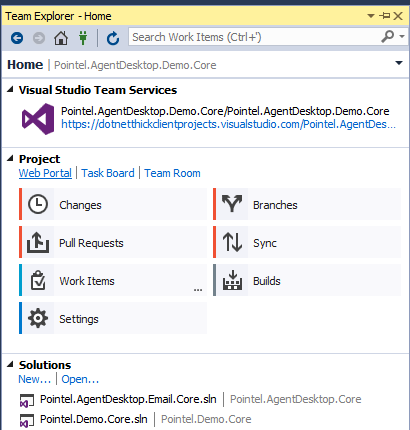 Team Explorer - Home
Search Work Items (Ctrl+')
Home | Pointel.AgentDesktop.Demo.Core
Visual Studio Team Services
Pointel.AgentDesktop.Demo.Core/Pointel.AgentDesktop.Demo.Core
https://dotnetthickclientprojects.visualstudio.com/Pointel.AgentDes...
Project
Web Portal | Task Board | Team Room
Changes Branches
Pull Requests Sync
Work Items ... Builds
Settings
Solutions
New... | Open...
Pointel.AgentDesktop.Email.Core.sln | Pointel.AgentDesktop.Core
Pointel.Demo.Core.sln | Pointel.Demo.Core